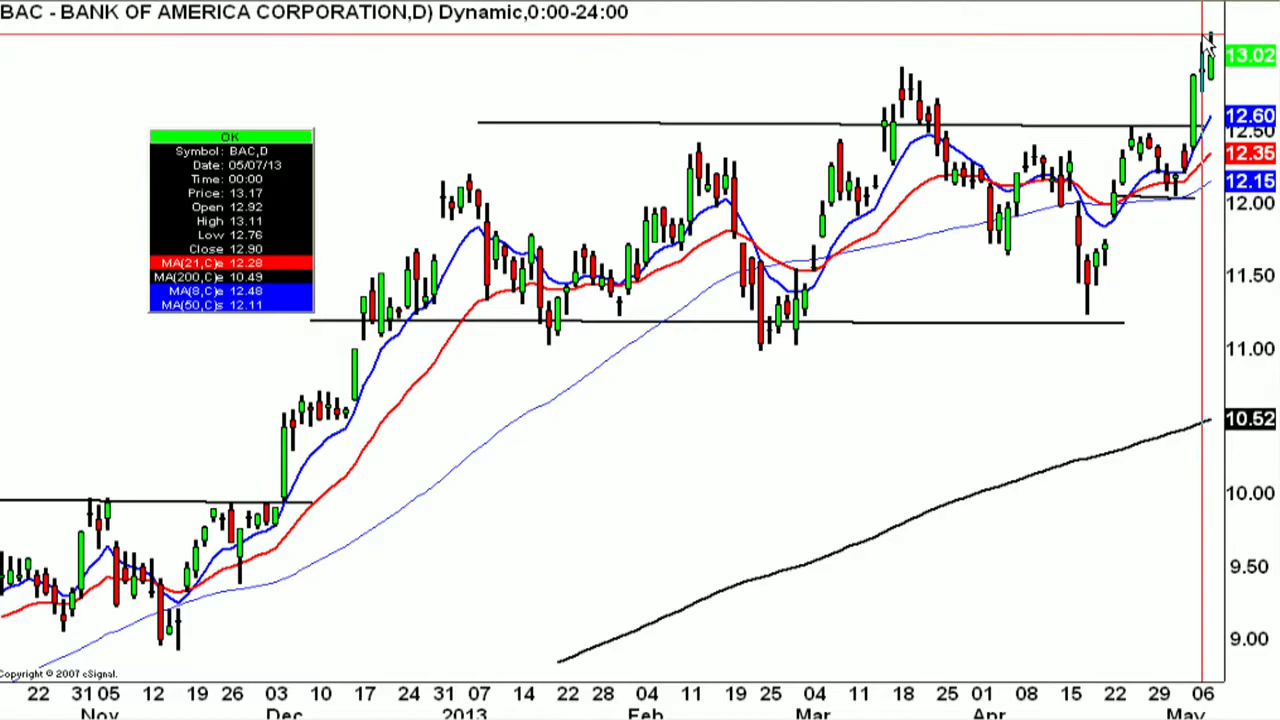 BAC - BANK OF AMERICA CORPORATION,D) Dynamic,0:00-24:00
13.02
12.60
12.50
12.35
12.15
12.00
11.50
11.00
10.52
10.00
9.50
9.00
OK
Symbol: BAC,D
Date: 05/07/13
Time: 00:00
Price: 13.17
Open 12.92
High 13.11
Low 12.76
Close 12.90
MA(21,C)e 12.28
MA(200,C)e 10.49
MA(8,C)e 12.48
MA(50,C)s 12.11
Copyright © 2007 eSignal.
22 31 05 12 19 26 03 10 17 24 31 07 14 22 28 04 11 19 25 04 11 18 25 01 08 15 22 29 06
Nov Dec 2013 Feb Mar Apr May